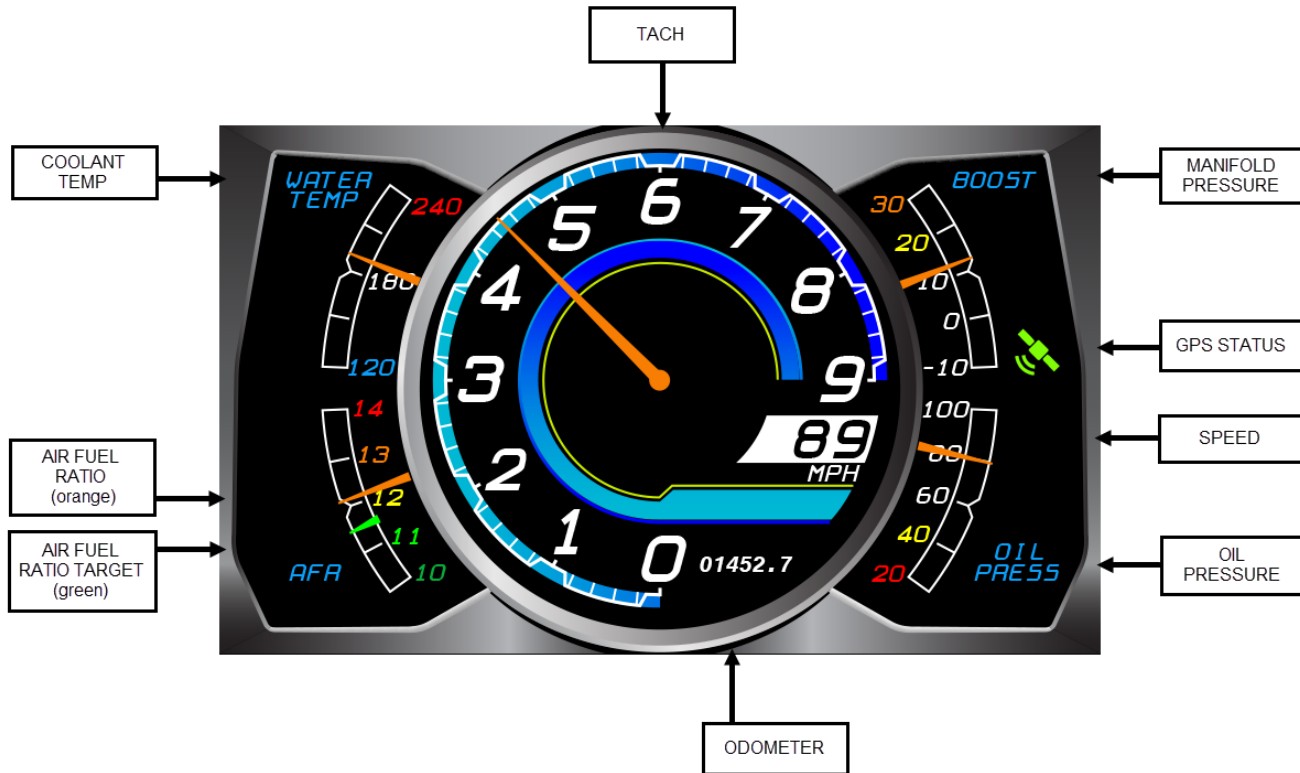 TACH
COOLANT
TEMP
MANIFOLD
PRESSURE
WATER
TEMP
240
180
120
BOOST
30
20
10
0
-10
GPS STATUS
SPEED
AIR FUEL
RATIO
(orange)
AIR FUEL
RATIO TARGET
(green)
14
13
12
11
10
AFR
0
1
2
3
4
5
6
7
8
9
89
MPH
01452.7
100
80
60
40
20
OIL
PRESS
OIL
PRESSURE
ODOMETER